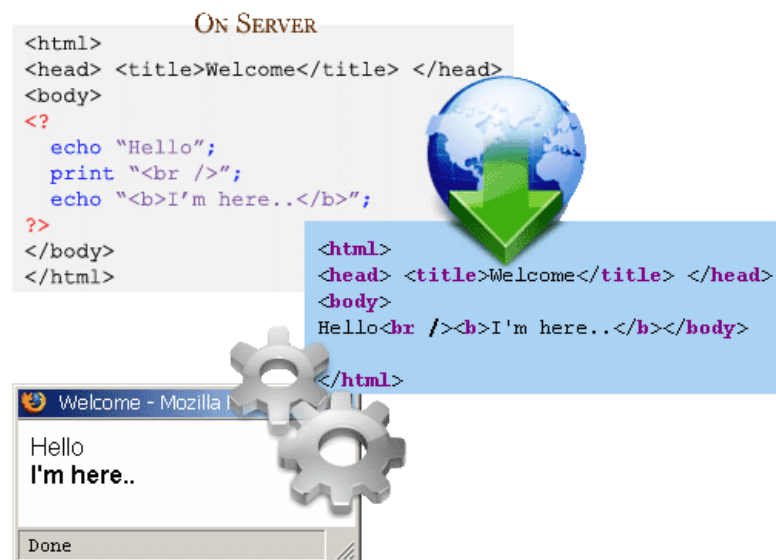 On Server
<html>
<head> <title>Welcome</title> </head>
<body>
<?
echo “Hello”;
print “<br />”;
echo “<b>I’m here..</b>”;
?>
</body>
</html>
<html>
<head> <title>Welcome</title> </head>
<body>
Hello<br /><b>I'm here..</b></body>
</html>
Welcome - Mozilla
Hello
I'm here..
Done